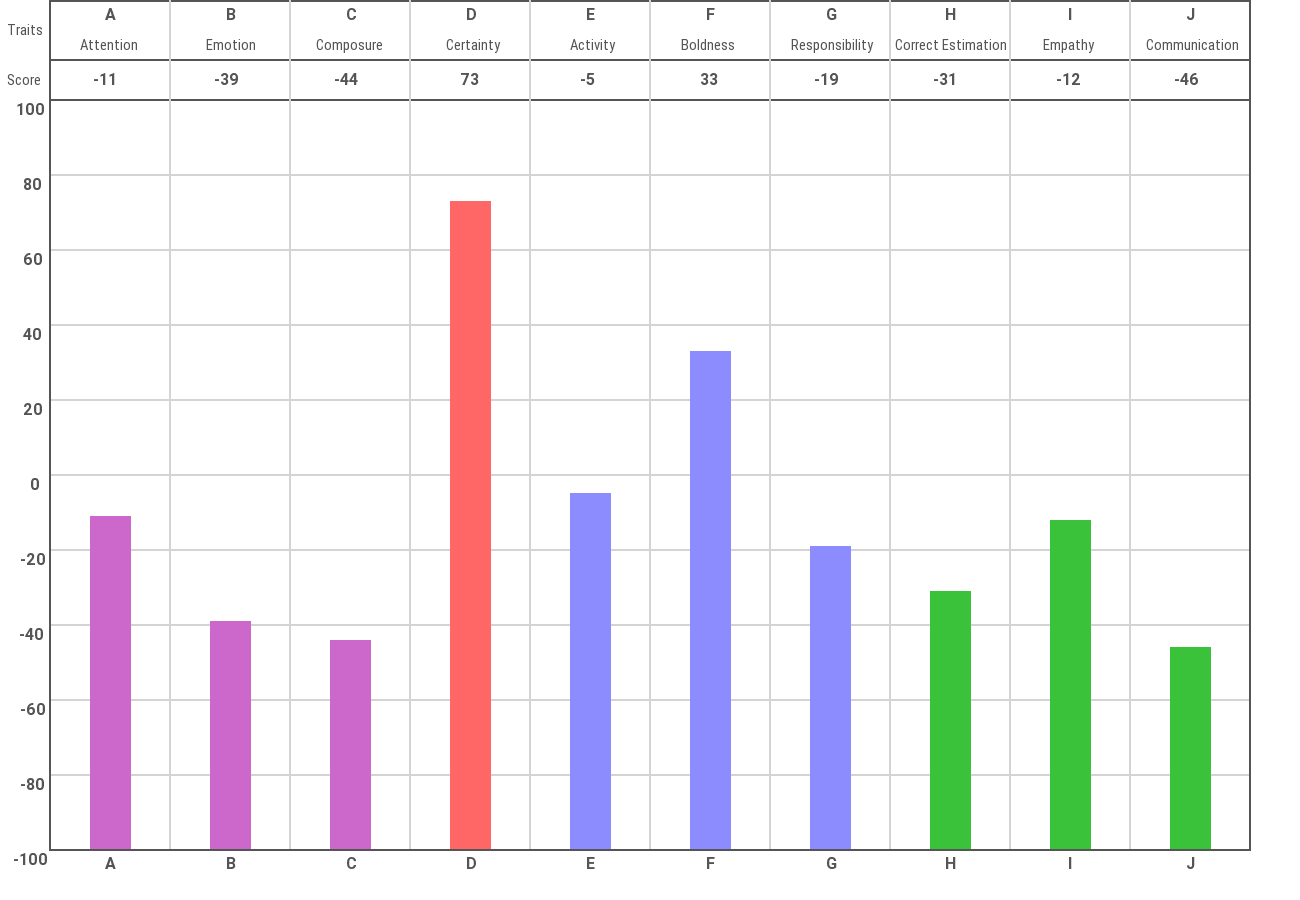 A B C D E F G H I J
Traits
Attention Emotion Composure Certainty Activity Boldness Responsibility Correct Estimation Empathy Communication
Score -11 -39 -44 73 -5 33 -19 -31 -12 -46
100
80
60
40
20
0
-20
-40
-60
-80
-100
A B C D E F G H I J